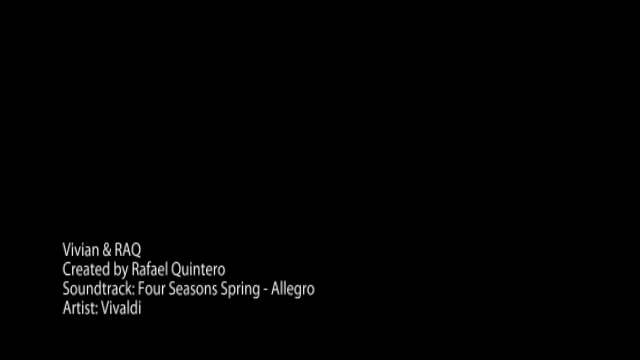 Vivian & RAQ
Created by Rafael Quintero
Soundtrack: Four Seasons Spring - Allegro
Artist: Vivaldi